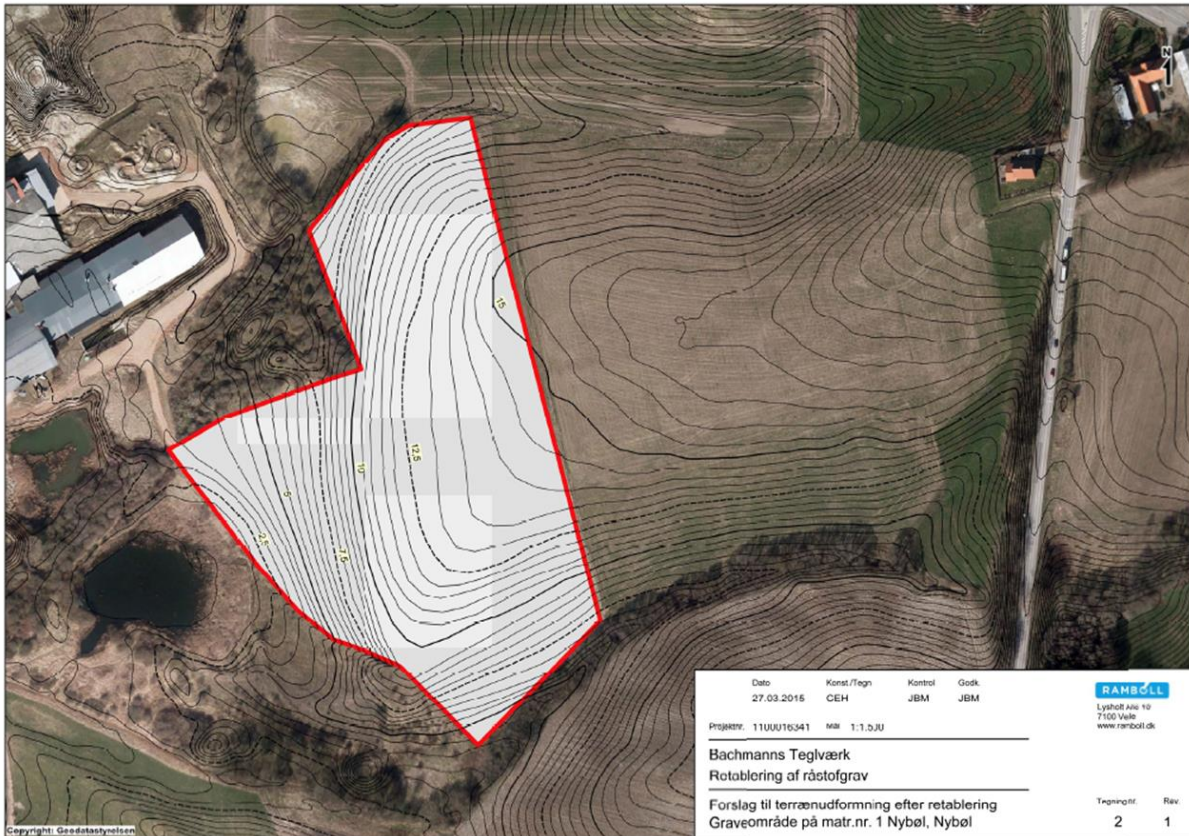 N
15
12,5
10
5
7,5
2,5
Dato Konst./Tegn Kontrol Godk.
27.03.2015 CEH JBM JBM
Projektnr. 1100016341 Mål 1:1.500
RAMBOLL
Lysholt Allé 10
7100 Vejle
www.ramboll.dk
Bachmanns Teglværk
Retablering af råstofgrav
Forslag til terrænudformning efter retablering
Graveområde på matr.nr. 1 Nybøl, Nybøl
Tegning nr. Rev.
2 1
Copyright: Geodatastyrelsen